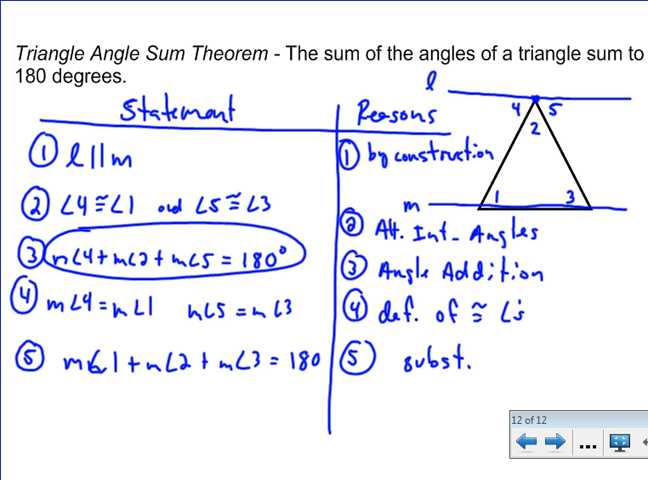 Triangle Angle Sum Theorem - The sum of the angles of a triangle sum to
180 degrees.
Statement
Reasons
① l || m
① by construction
② ∠4 ≅ ∠1 and ∠5 ≅ ∠3
② Alt. Int. Angles
③ m∠4 + m∠2 + m∠5 = 180°
③ Angle Addition
④ m∠4 = m∠1 m∠5 = m∠3
④ def. of ≅ ∠'s
⑤ m∠1 + m∠2 + m∠3 = 180
⑤ subst.
l
4 5
2
m
1 3
12 of 12
...